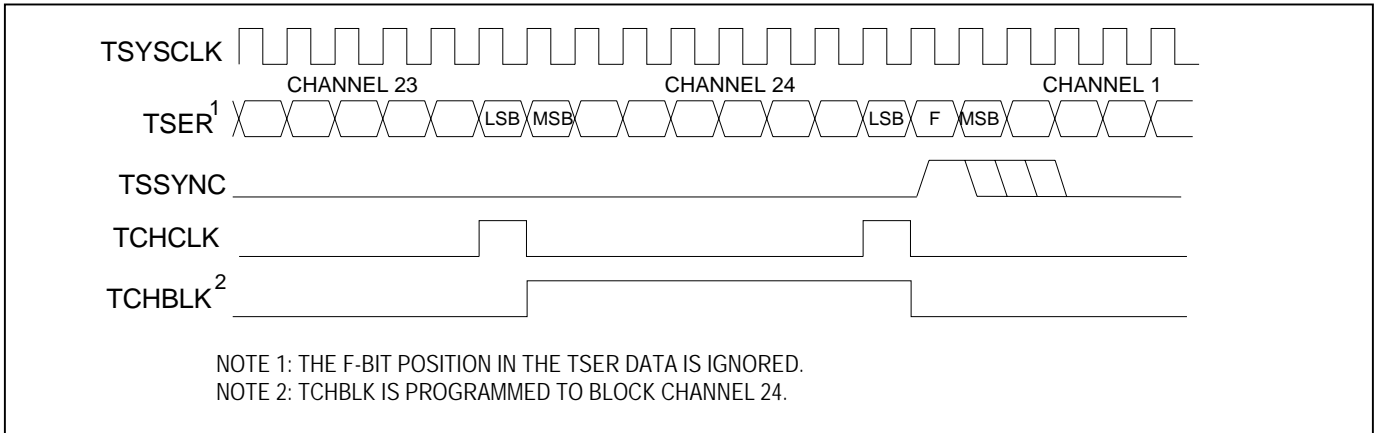 TSYSCLK
CHANNEL 23 CHANNEL 24 CHANNEL 1
TSER1 LSB MSB LSB F MSB
TSSYNC
TCHCLK
TCHBLK2
NOTE 1: THE F-BIT POSITION IN THE TSER DATA IS IGNORED.
NOTE 2: TCHBLK IS PROGRAMMED TO BLOCK CHANNEL 24.